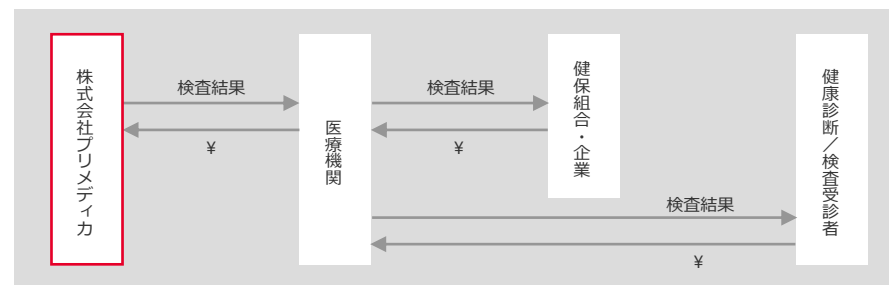 株式会社プリメディカ
検査結果
¥
医療機関
検査結果
¥
健保組合・企業
検査結果
¥
健康診断／検査受診者